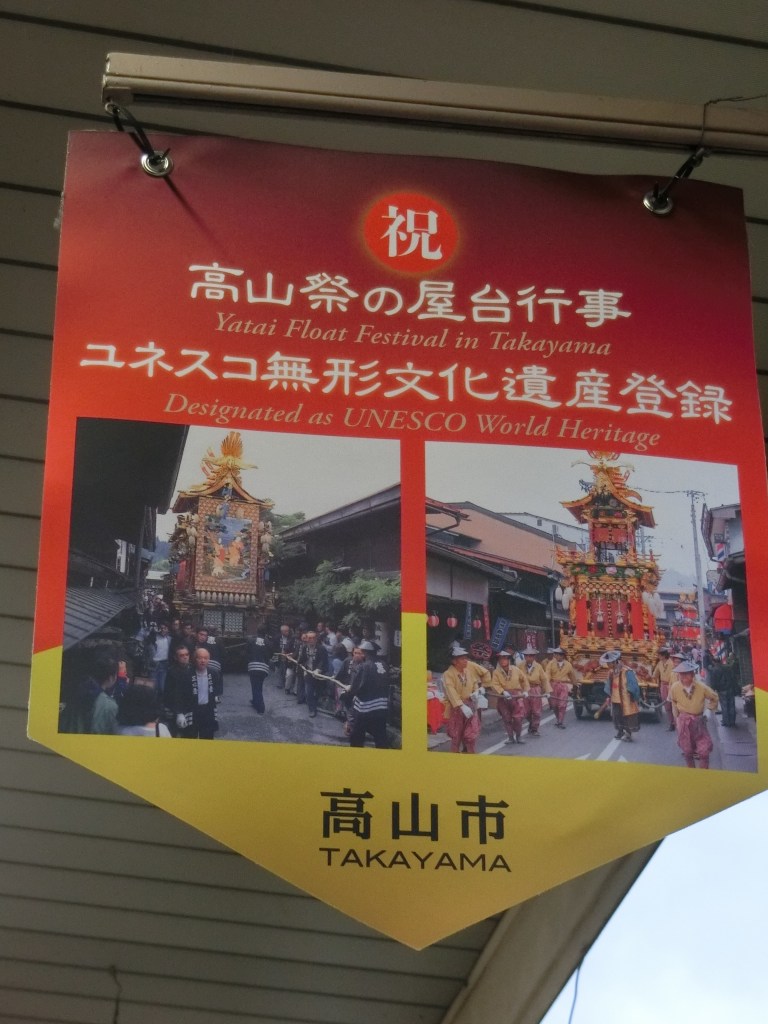 祝
高山祭の屋台行事
Yatai Float Festival in Takayama
ユネスコ無形文化遺産登録
Designated as UNESCO World Heritage
高山市
TAKAYAMA